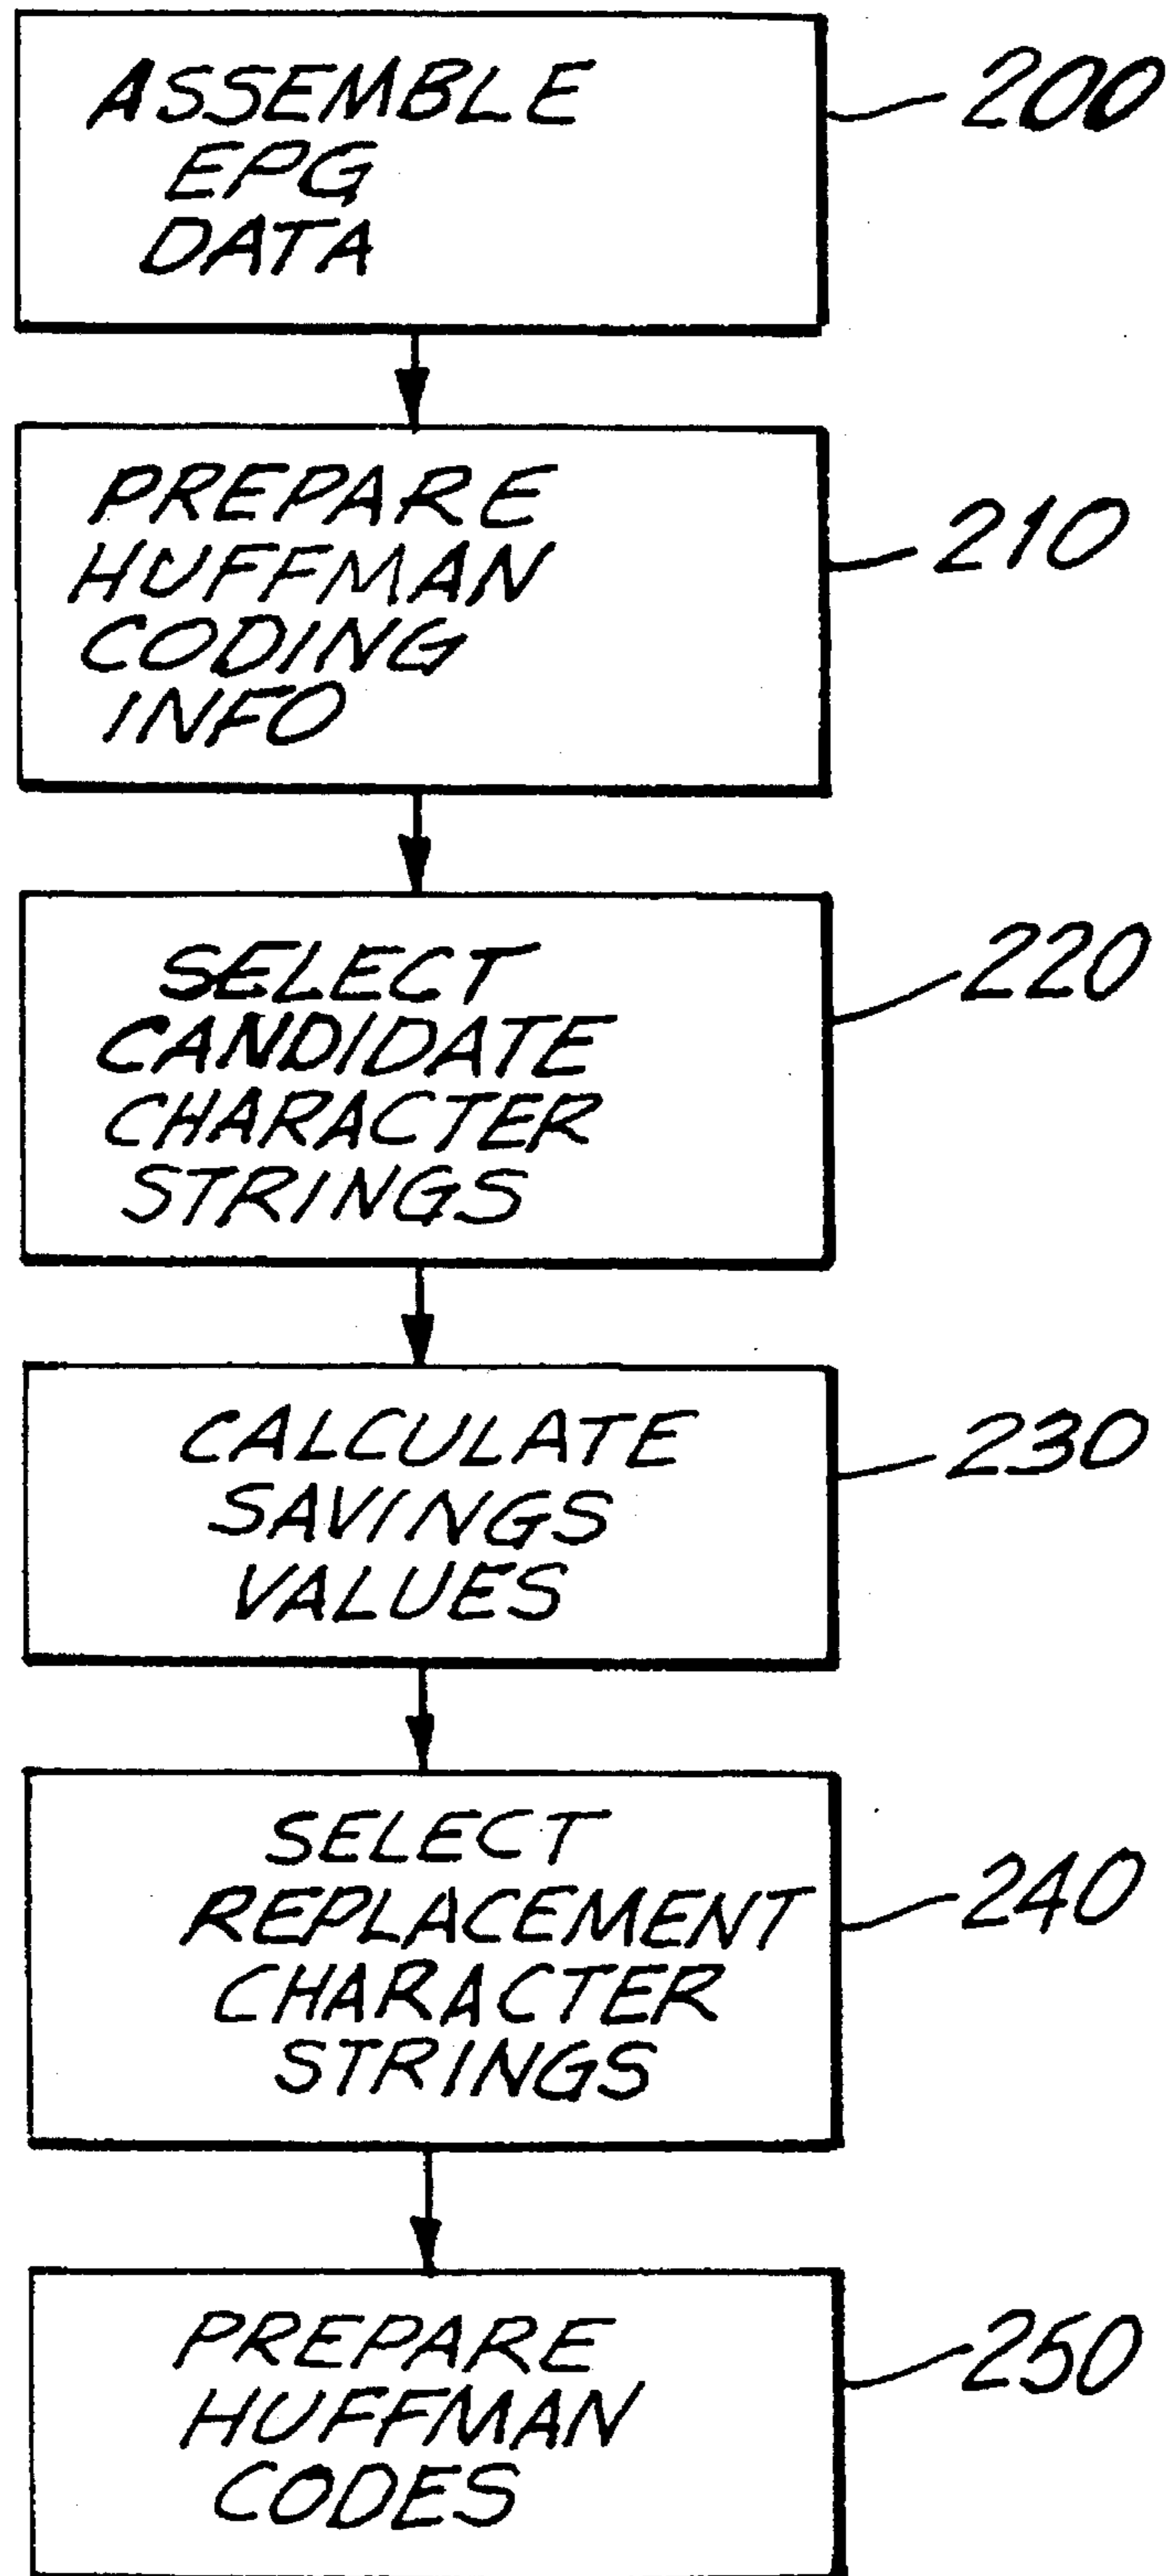 ASSEMBLE
EPG
DATA
200
PREPARE
HUFFMAN
CODING
INFO
210
SELECT
CANDIDATE
CHARACTER
STRINGS
220
CALCULATE
SAVINGS
VALUES
230
SELECT
REPLACEMENT
CHARACTER
STRINGS
240
PREPARE
HUFFMAN
CODES
250